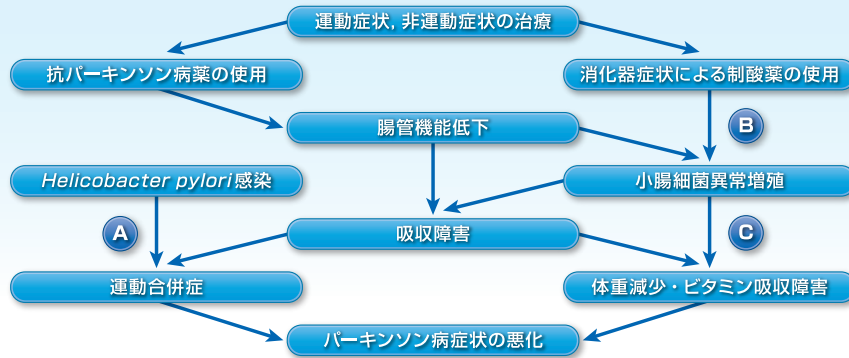 運動症状, 非運動症状の治療
抗パーキンソン病薬の使用
消化器症状による制酸薬の使用
腸管機能低下
B
Helicobacter pylori感染
小腸細菌異常増殖
A
吸収障害
C
運動合併症
体重減少・ビタミン吸収障害
パーキンソン病症状の悪化